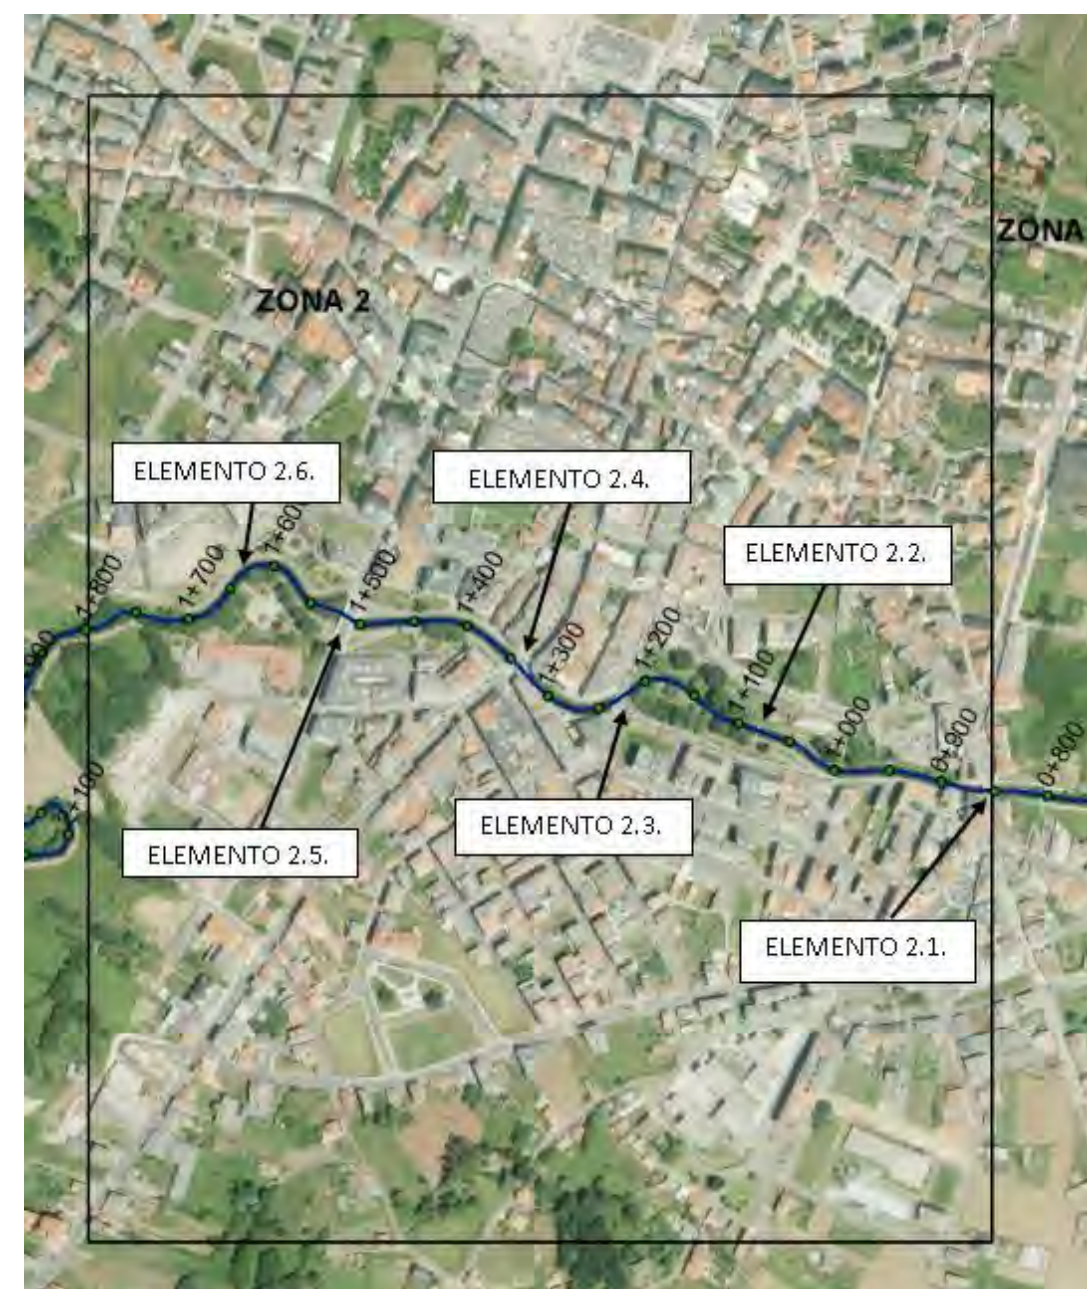 ZONA
ZONA 2
ELEMENTO 2.6.
ELEMENTO 2.4.
ELEMENTO 2.2.
1+800
1+700
1+60
1+500
1+400
1+300
1+200
1+100
+000
0+900
0+800
900
+100
ELEMENTO 2.5.
ELEMENTO 2.3.
ELEMENTO 2.1.